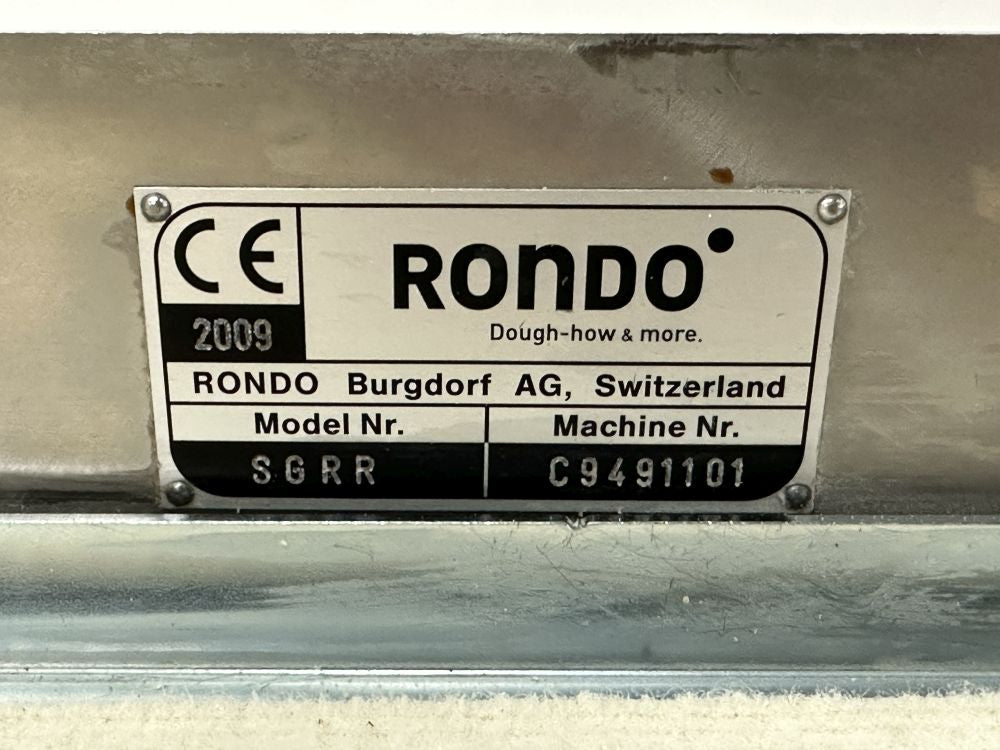 CE
2009
RONDO
Dough-how & more.
RONDO Burgdorf AG, Switzerland
Model Nr.
Machine Nr.
SGRR
C9491101